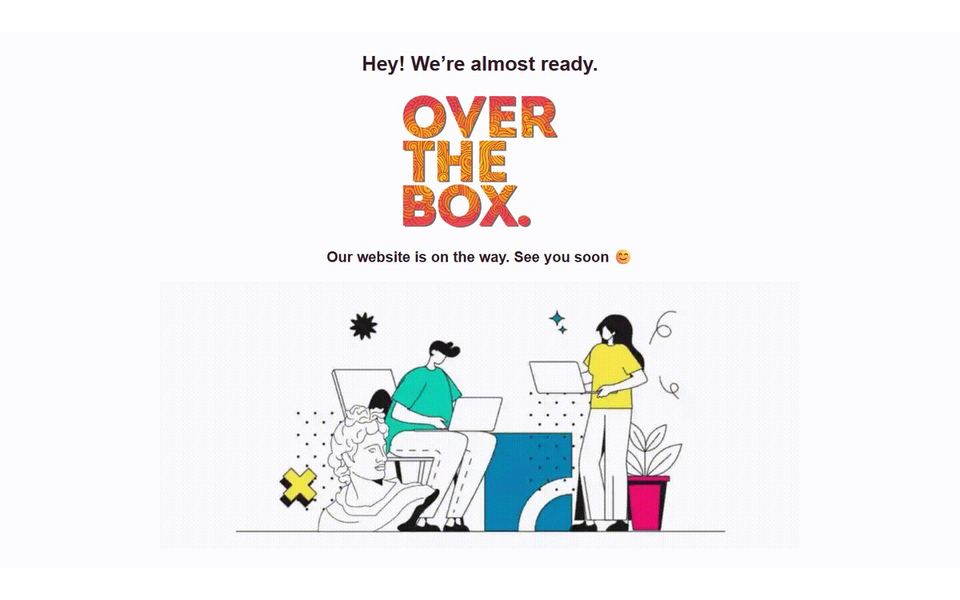 Hey! We’re almost ready.
OVER
THE
BOX.
Our website is on the way. See you soon 😊